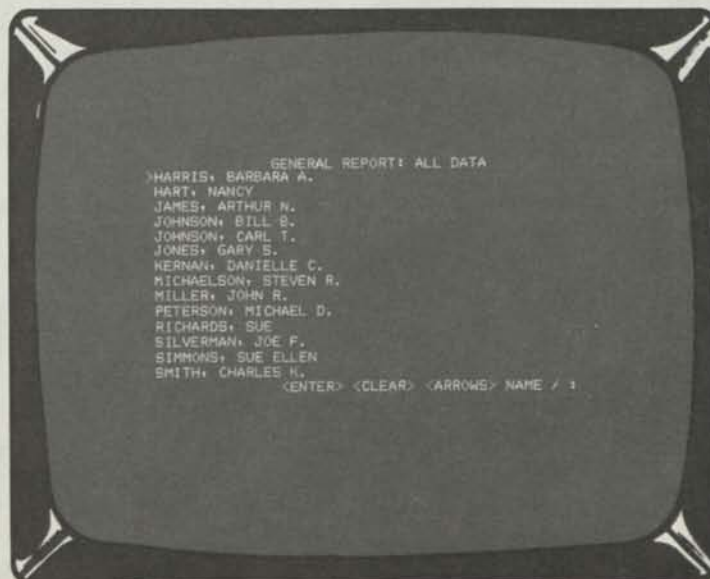 GENERAL REPORT: ALL DATA
>HARRIS, BARBARA A.
HART, NANCY
JAMES, ARTHUR N.
JOHNSON, BILL B.
JOHNSON, CARL T.
JONES, GARY S.
KERNAN, DANIELLE C.
MICHAELSON, STEVEN R.
MILLER, JOHN R.
PETERSON, MICHAEL D.
RICHARDS, SUE
SILVERMAN, JOE F.
SIMMONS, SUE ELLEN
SMITH, CHARLES K.
<ENTER> <CLEAR> <ARROWS> NAME / :